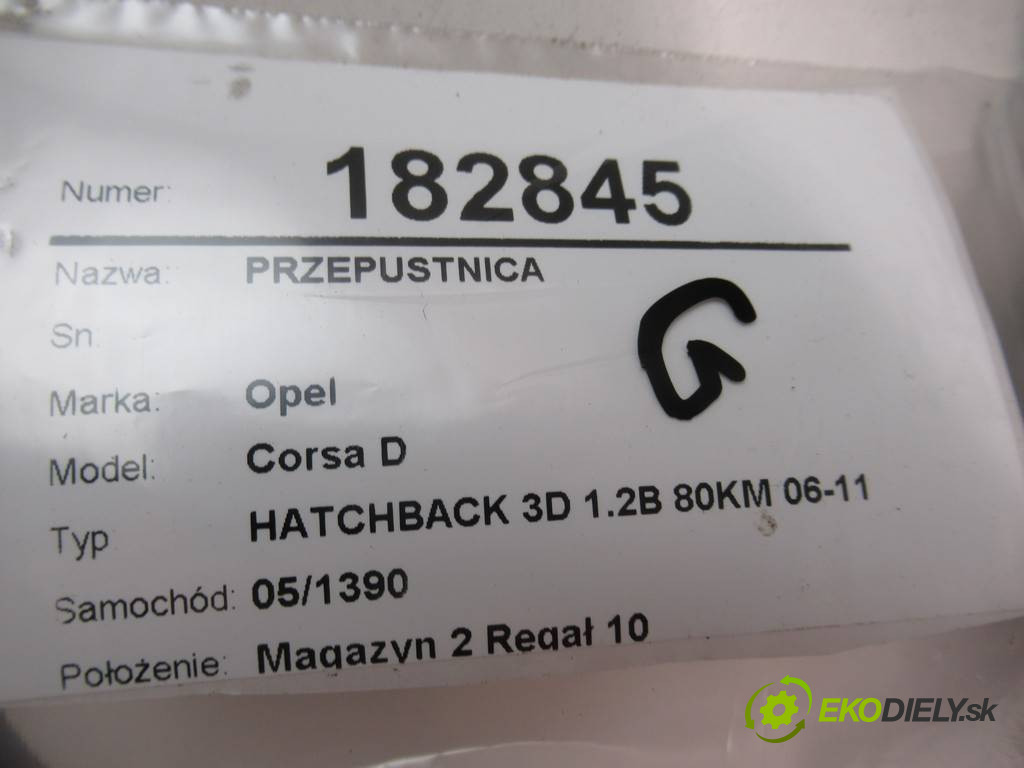 Numer: 182845
Nazwa: PRZEPUSTNICA
Sn:
G
Marka: Opel
Model: Corsa D
Typ HATCHBACK 3D 1.2B 80KM 06-11
Samochód: 05/1390
Położenie: Magazyn 2 Regał 10
EKODIELY.sk